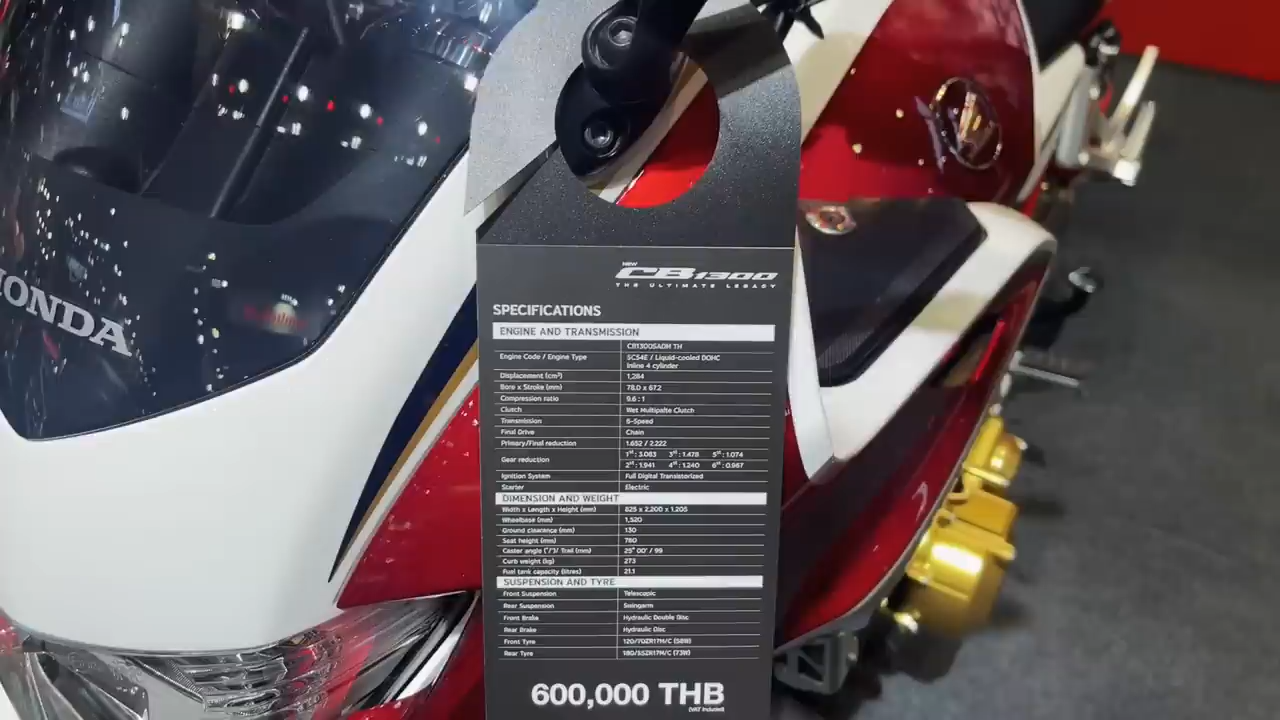 HONDA
NEW
CB1300
THE ULTIMATE LEGACY
SPECIFICATIONS
ENGINE AND TRANSMISSION
CB1300SA0M TH
Engine Code / Engine Type SC54E / Liquid-cooled DOHC
Inline 4 cylinder
Displacement (cm³) 1,284
Bore x Stroke (mm) 78.0 x 67.2
Compression ratio 9.6 : 1
Clutch Wet Multipalte Clutch
Transmission 6-Speed
Final Drive Chain
Primary/Final reduction 1.652 / 2.222
Gear reduction 1st : 3.083 3rd : 1.478 5th : 1.074
2nd : 1.941 4th : 1.240 6th : 0.967
Ignition System Full Digital Transistorized
Starter Electric
DIMENSION AND WEIGHT
Width x Length x Height (mm) 825 x 2,200 x 1,205
Wheelbase (mm) 1,520
Ground clearance (mm) 130
Seat height (mm) 780
Caster angle (°/')/ Trail (mm) 25° 00' / 99
Curb weight (kg) 273
Fuel tank capacity (litres) 21.1
SUSPENSION AND TYRE
Front Suspension Telescopic
Rear Suspension Swingarm
Front Brake Hydraulic Double Disc
Rear Brake Hydraulic Disc
Front Tyre 120/70ZR17M/C (58W)
Rear Tyre 180/55ZR17M/C (73W)
600,000 THB
(VAT Included)